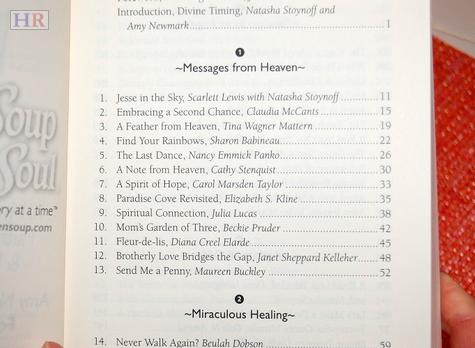 HR
Introduction, Divine Timing, Natasha Stoynoff and
Amy Newmark.........................................................1
1
~Messages from Heaven~
1. Jesse in the Sky, Scarlett Lewis with Natasha Stoynoff............11
2. Embracing a Second Chance, Claudia McCants..................15
3. A Feather from Heaven, Tina Wagner Mattern..................19
4. Find Your Rainbows, Sharon Babineau............................22
5. The Last Dance, Nancy Emmick Panko.............................26
6. A Note from Heaven, Cathy Stenquist..............................30
7. A Spirit of Hope, Carol Marsden Taylor...........................33
8. Paradise Cove Revisited, Elizabeth S. Kline.......................35
9. Spiritual Connection, Julia Lucas..................................38
10. Mom's Garden of Three, Beckie Pruder...........................42
11. Fleur-de-lis, Diana Creel Elarde...................................45
12. Brotherly Love Bridges the Gap, Janet Sheppard Kelleher.......48
13. Send Me a Penny, Maureen Buckley...............................52
2
~Miraculous Healing~
14. Never Walk Again? Beulah Dobson.................................59
Soup
Soul
ory at a time™
ensoup.com